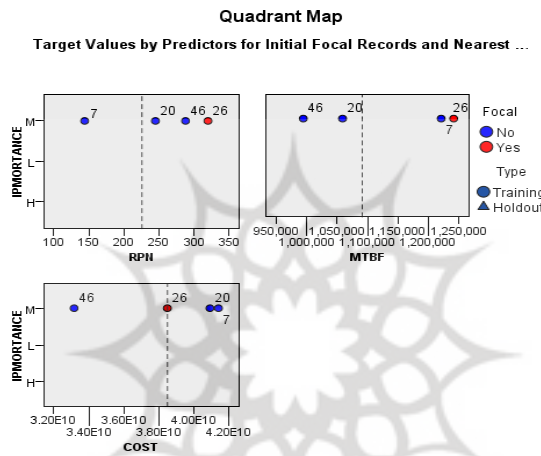 Quadrant Map
Target Values by Predictors for Initial Focal Records and Nearest ...
IPMORTANCE
M
L
H
7
20
46
26
100 150 200 250 300 350
RPN
46
20
26
7
950,000 1,050,000 1,150,000 1,250,000
1,000,000 1,100,000 1,200,000
MTBF
Focal
No
Yes
Type
Training
Holdout
IPMORTANCE
M
L
H
46
26
20
7
3.20E10 3.60E10 4.00E10
3.40E10 3.80E10 4.20E10
COST